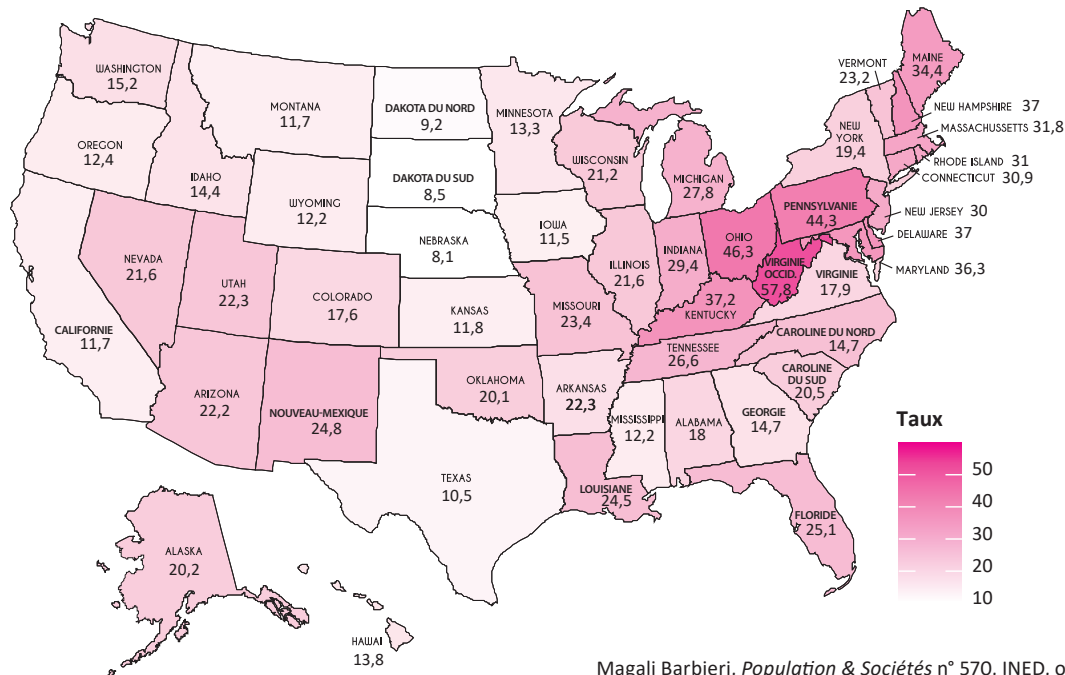 WASHINGTON
15,2
OREGON
12,4
CALIFORNIE
11,7
NEVADA
21,6
IDAHO
14,4
MONTANA
11,7
WYOMING
12,2
UTAH
22,3
COLORADO
17,6
ARIZONA
22,2
NOUVEAU-MEXIQUE
24,8
DAKOTA DU NORD
9,2
DAKOTA DU SUD
8,5
NEBRASKA
8,1
KANSAS
11,8
OKLAHOMA
20,1
TEXAS
10,5
MINNESOTA
13,3
IOWA
11,5
MISSOURI
23,4
ARKANSAS
22,3
LOUISIANE
24,5
WISCONSIN
21,2
ILLINOIS
21,6
MICHIGAN
27,8
INDIANA
29,4
OHIO
46,3
37,2
KENTUCKY
TENNESSEE
26,6
MISSISSIPPI
12,2
ALABAMA
18
GEORGIE
14,7
FLORIDE
25,1
CAROLINE
DU SUD
20,5
CAROLINE DU NORD
14,7
VIRGINIE
17,9
VIRGINIE
OCCID.
57,8
PENNSYLVANIE
44,3
NEW
YORK
19,4
VERMONT
23,2
MAINE
34,4
NEW HAMPSHIRE 37
MASSACHUSSETTS 31,8
RHODE ISLAND 31
CONNECTICUT 30,9
NEW JERSEY 30
DELAWARE 37
MARYLAND 36,3
ALASKA
20,2
HAWAI
13,8
Taux
50
40
30
20
10
Magali Barbieri, Population & Sociétés n° 570, INED, o